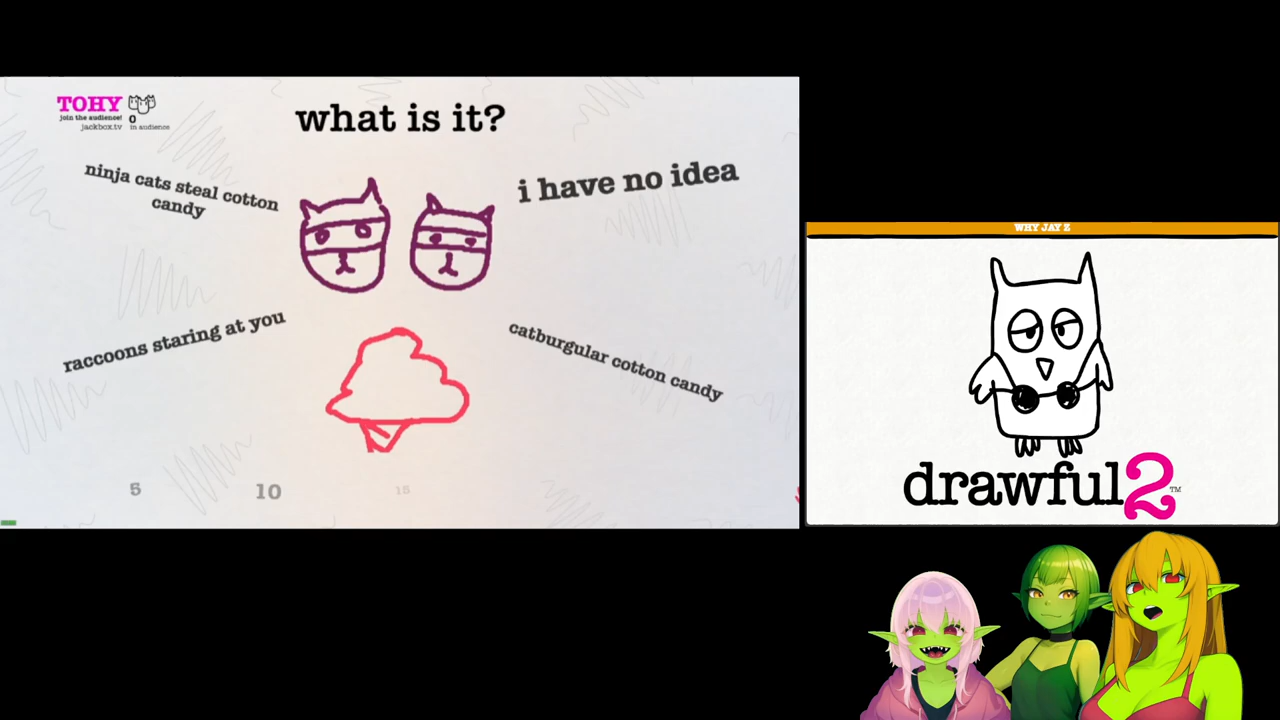 TOHY
join the audience!
jackbox.tv
0
in audience
what is it?
ninja cats steal cotton
candy
i have no idea
raccoons staring at you
catburgular cotton candy
5
10
15
WHY JAY Z
drawful2™